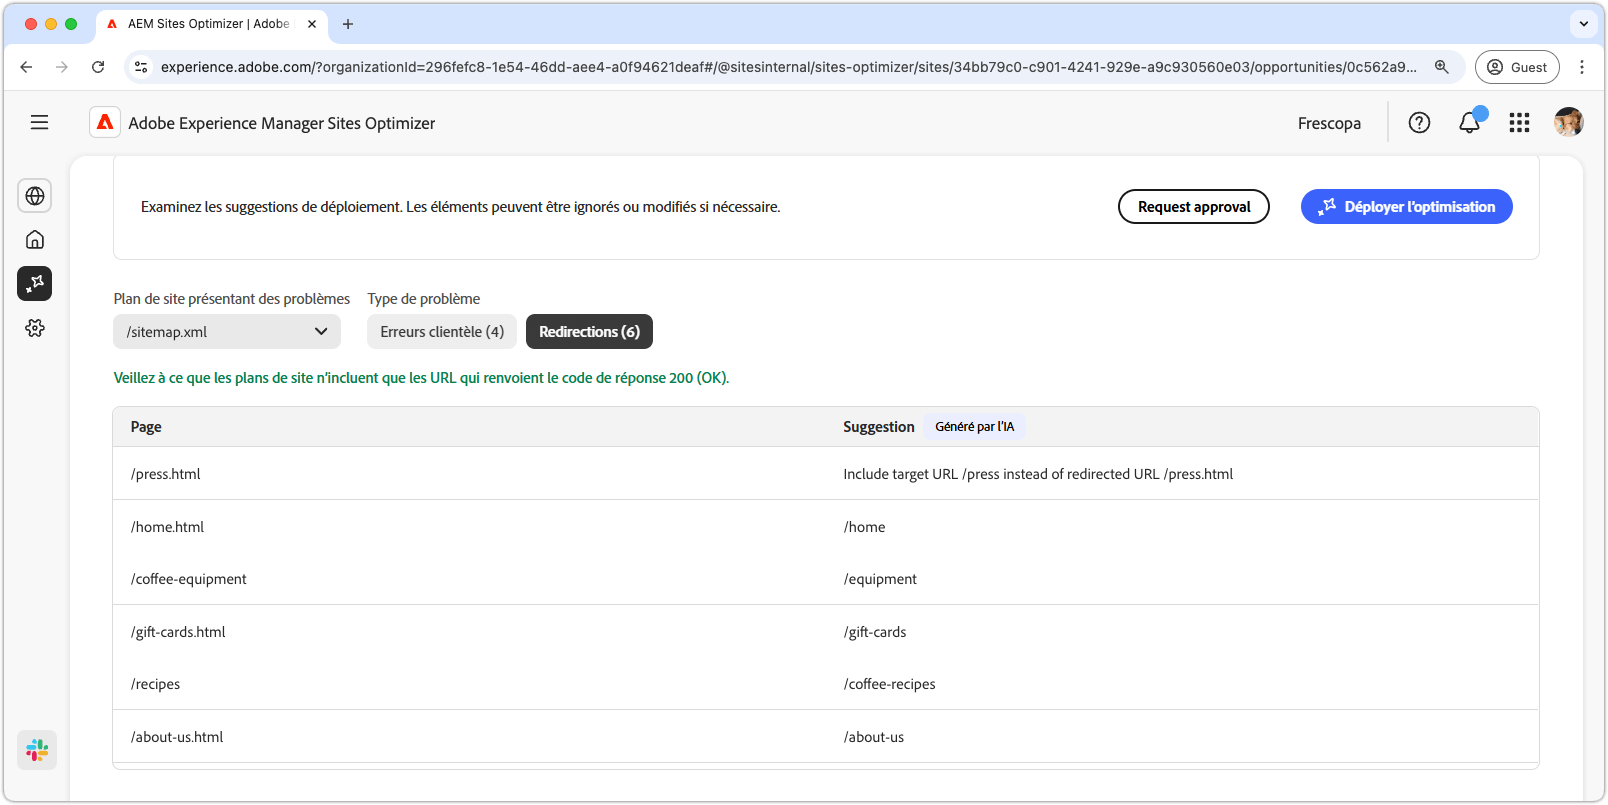 AEM Sites Optimizer | Adobe
experience.adobe.com/?organizationId=296fefc8-1e54-46dd-aee4-a0f94621deaf#/@sitesinternal/sites-optimizer/sites/34bb79c0-c901-4241-929e-a9c930560e03/opportunities/0c562a9...
Guest
Adobe Experience Manager Sites Optimizer
Frescopa
Examinez les suggestions de déploiement. Les éléments peuvent être ignorés ou modifiés si nécessaire.
Request approval
Déployer l'optimisation
Plan de site présentant des problèmes
Type de problème
/sitemap.xml
Erreurs clientèle (4)
Redirections (6)
Veillez à ce que les plans de site n'incluent que les URL qui renvoient le code de réponse 200 (OK).
Page
Suggestion
Généré par l'IA
/press.html
Include target URL /press instead of redirected URL /press.html
/home.html
/home
/coffee-equipment
/equipment
/gift-cards.html
/gift-cards
/recipes
/coffee-recipes
/about-us.html
/about-us